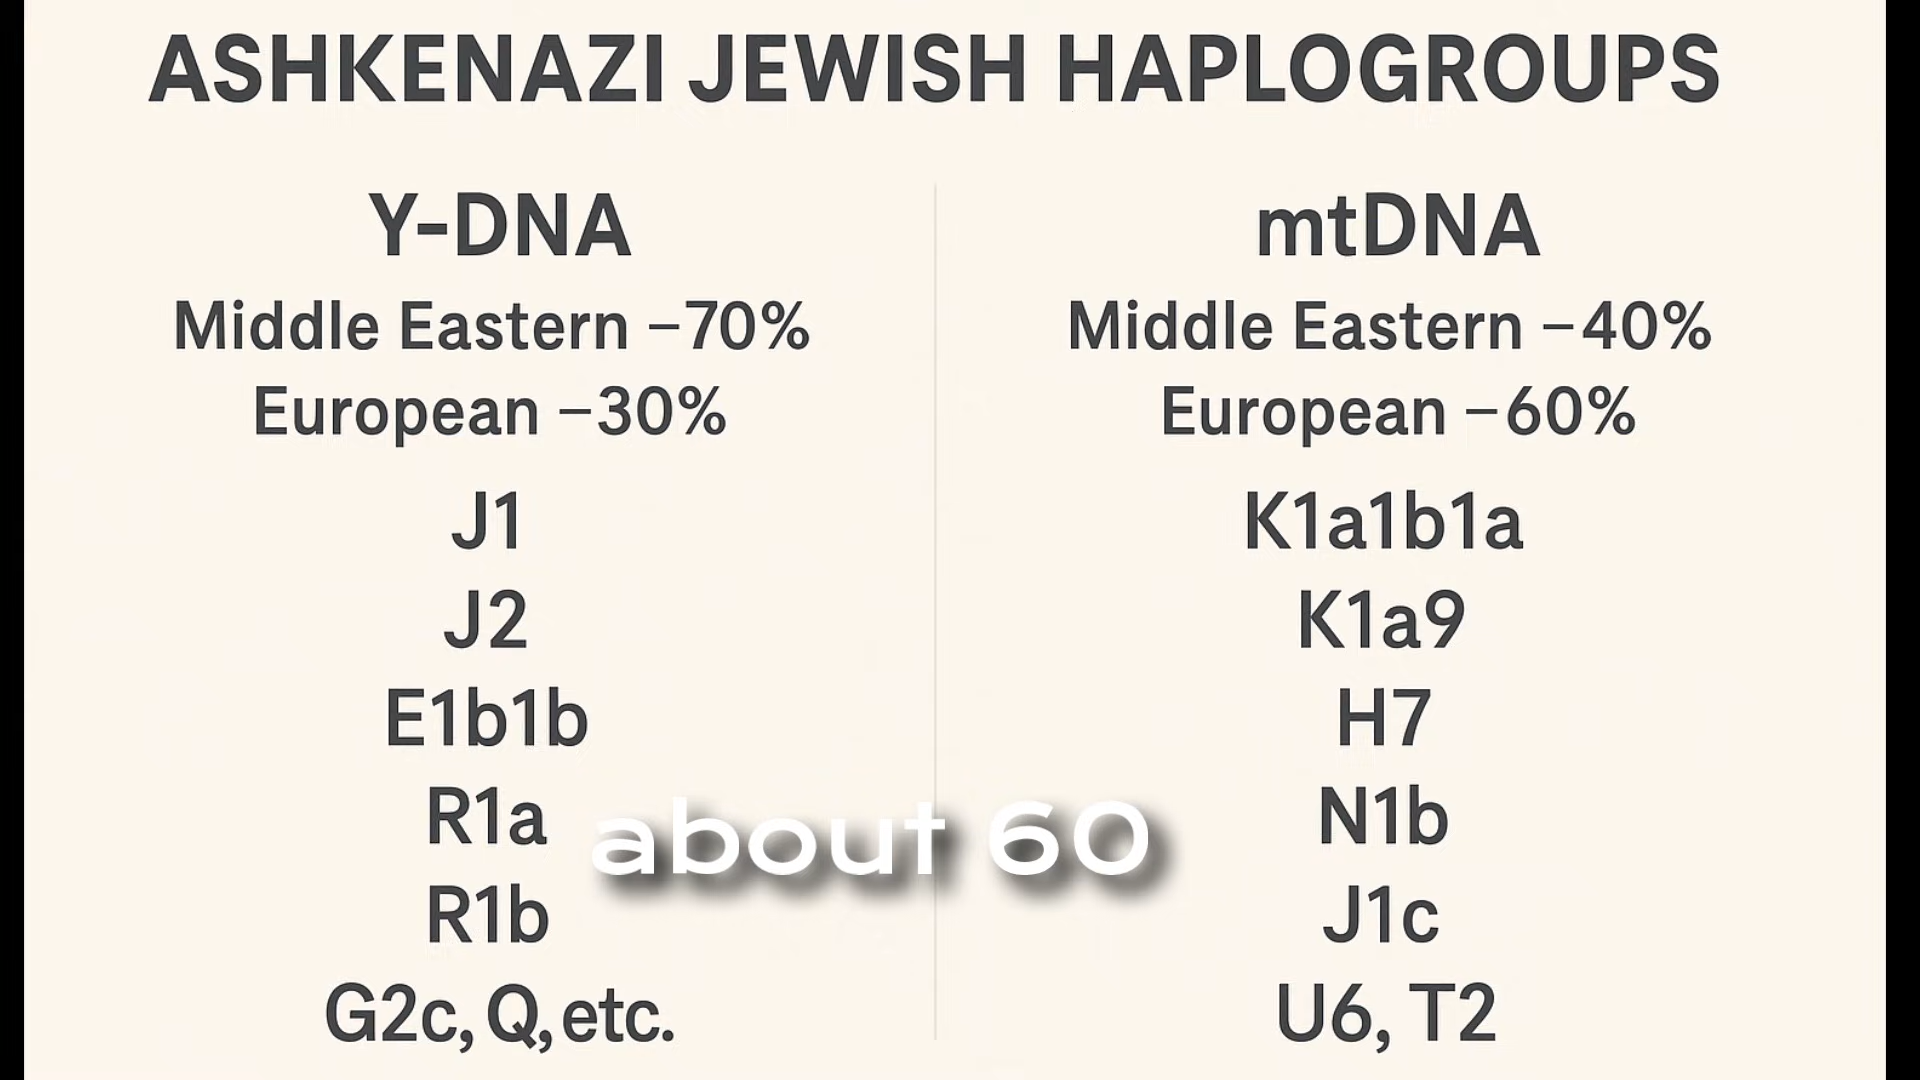 ASHKENAZI JEWISH HAPLOGROUPS
Y-DNA
Middle Eastern –70%
European –30%
J1
J2
E1b1b
R1a
R1b
G2c, Q, etc.
mtDNA
Middle Eastern –40%
European –60%
K1a1b1a
K1a9
H7
N1b
J1c
U6, T2
about 60